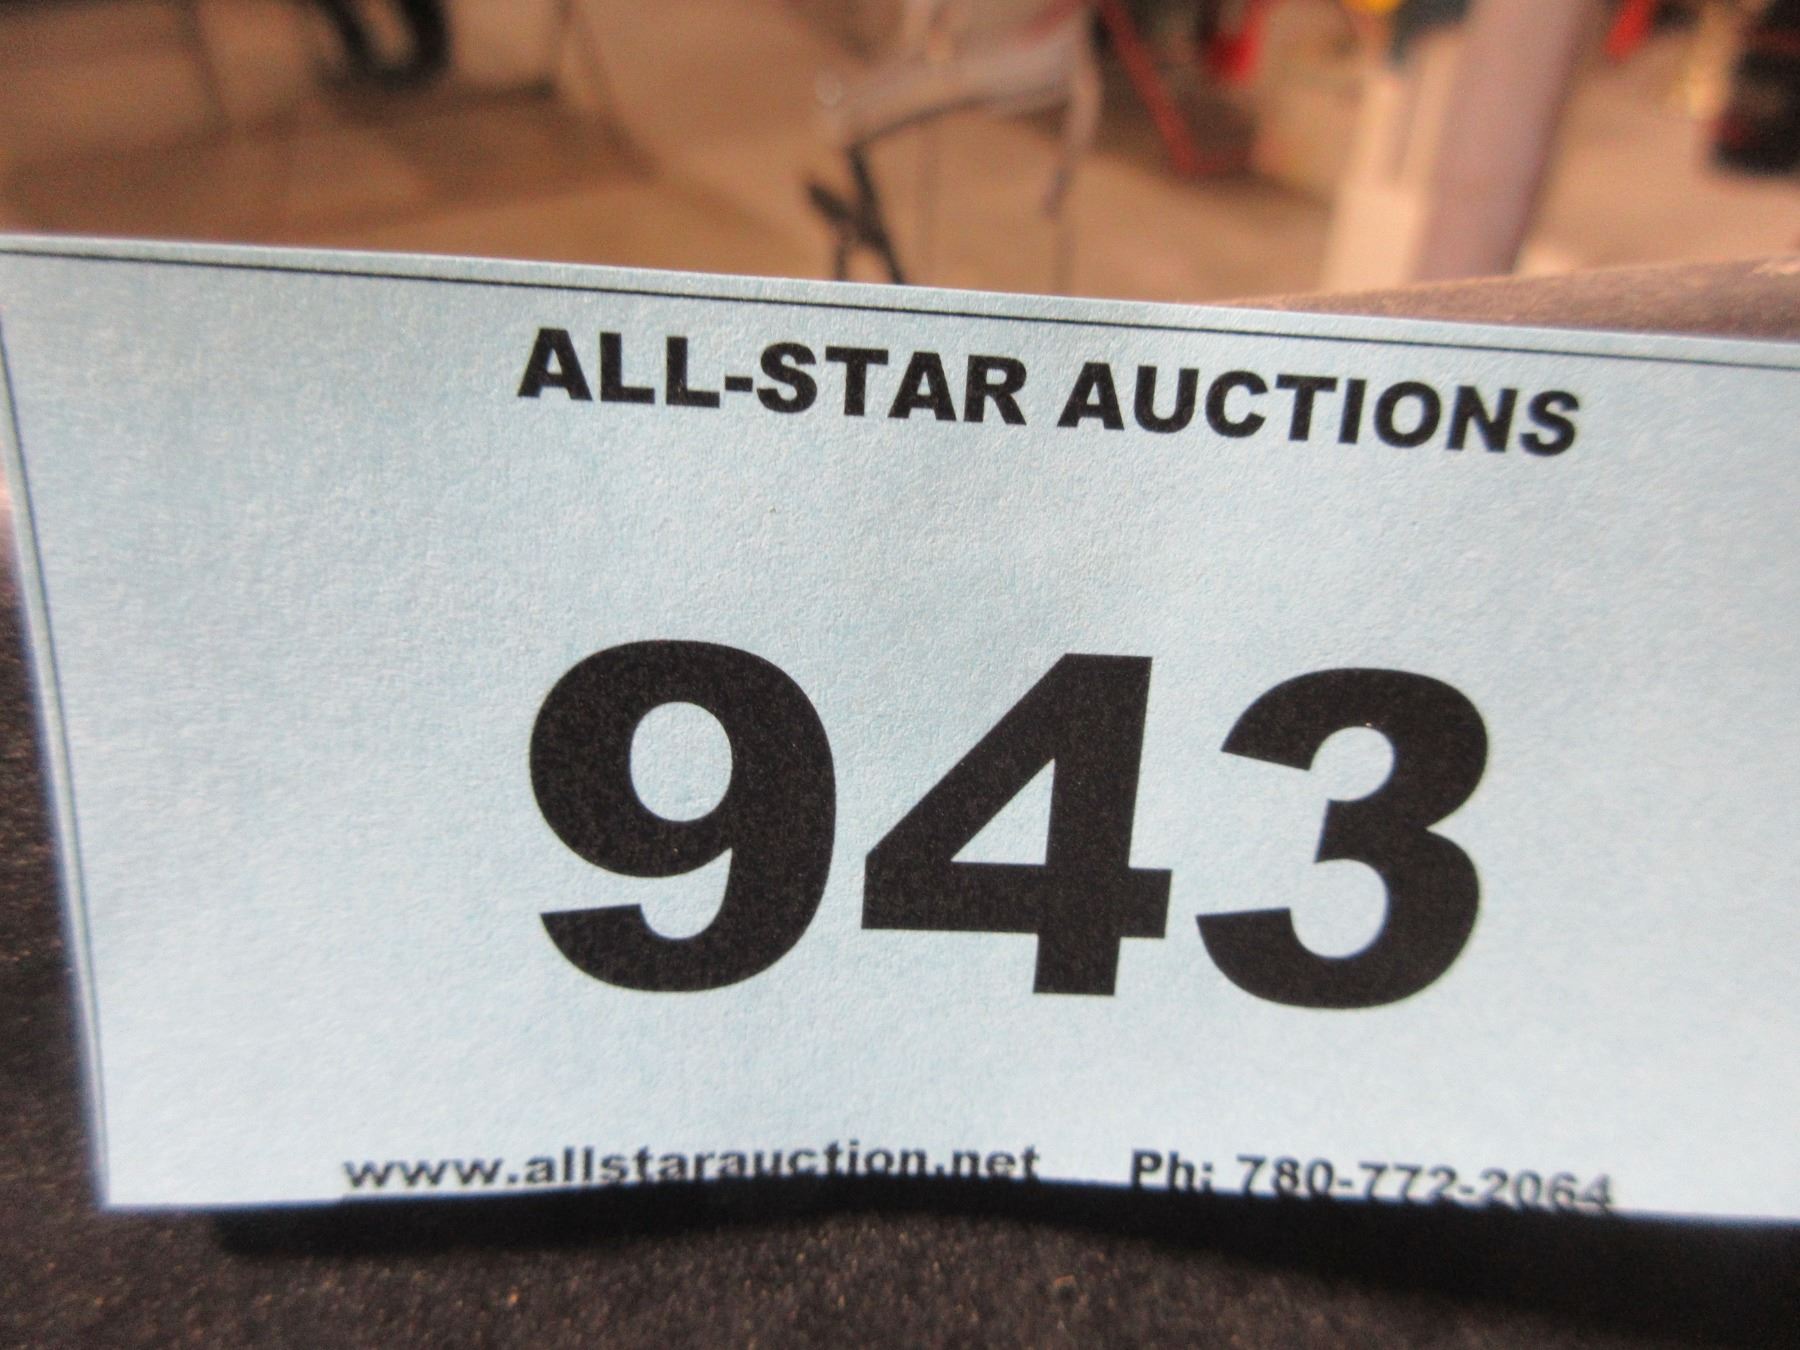 ALL-STAR AUCTIONS
943
www.allstarauction.net Ph: 780-772-2064